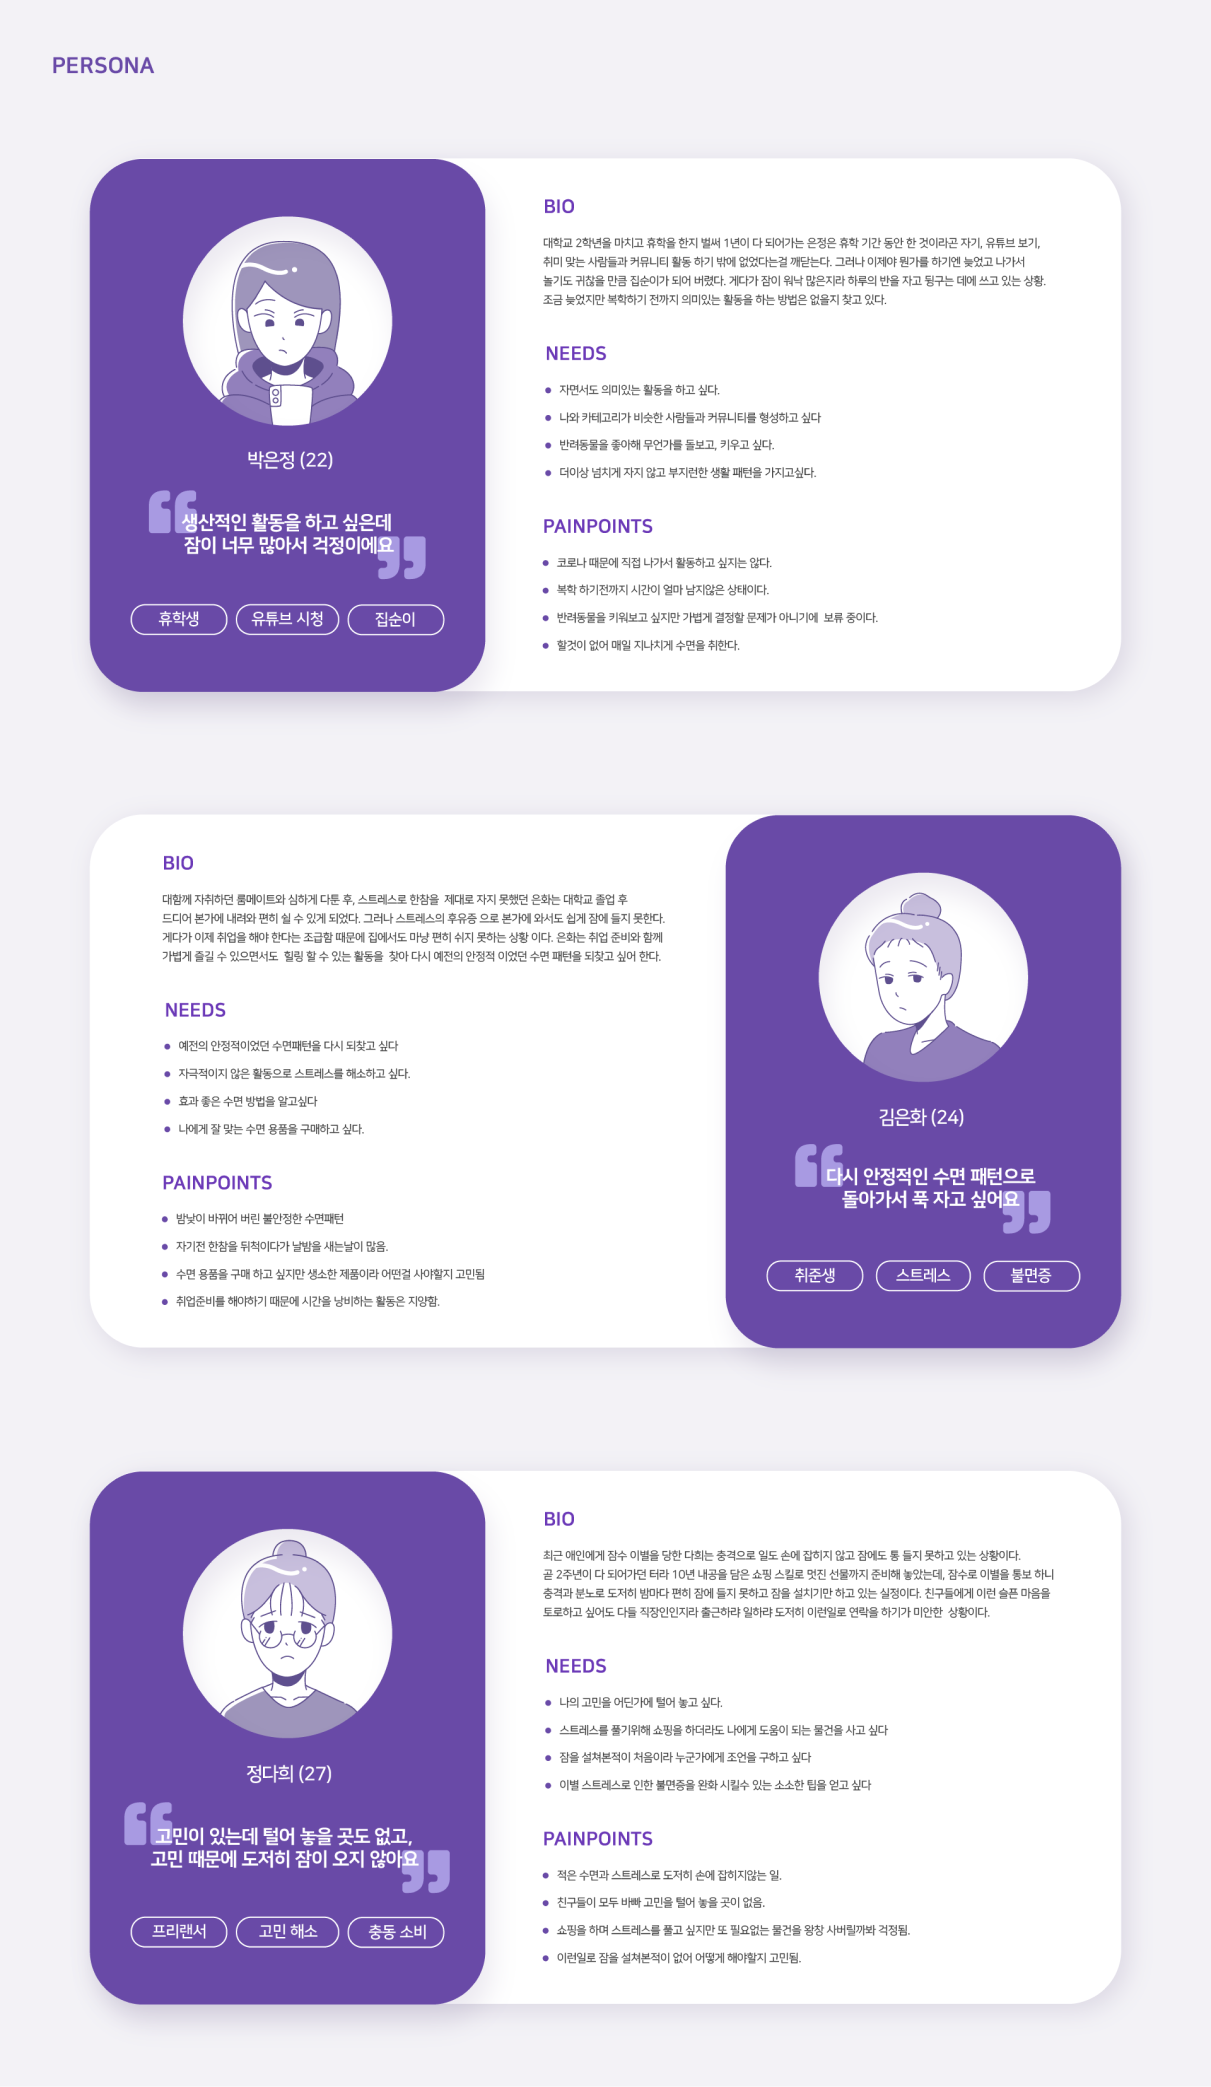 PERSONA
박은정 (22)
생산적인 활동을 하고 싶은데
잠이 너무 많아서 걱정이에요
휴학생
유튜브 시청
집순이
BIO
대학교 2학년을 마치고 휴학을 한지 벌써 1년이 다 되어가는 은정은 휴학 기간 동안 한 것이라곤 자기, 유튜브 보기,
취미 맞는 사람들과 커뮤니티 활동 하기 밖에 없었다는걸 깨닫는다. 그러나 이제야 뭔가를 하기엔 늦었고 나가서
놀기도 귀찮을 만큼 집순이가 되어 버렸다. 게다가 잠이 워낙 많은지라 하루의 반을 자고 뒹구는 데에 쓰고 있는 상황.
조금 늦었지만 복학하기 전까지 의미있는 활동을 하는 방법은 없을지 찾고 있다.
NEEDS
자면서도 의미있는 활동을 하고 싶다.
나와 카테고리가 비슷한 사람들과 커뮤니티를 형성하고 싶다
반려동물을 좋아해 무언가를 돌보고, 키우고 싶다.
더이상 넘치게 자지 않고 부지런한 생활 패턴을 가지고싶다.
PAINPOINTS
코로나 때문에 직접 나가서 활동하고 싶지는 않다.
복학 하기전까지 시간이 얼마 남지않은 상태이다.
반려동물을 키워보고 싶지만 가볍게 결정할 문제가 아니기에 보류 중이다.
할것이 없어 매일 지나치게 수면을 취한다.
BIO
대함께 자취하던 룸메이트와 심하게 다툰 후, 스트레스로 한참을 제대로 자지 못했던 은화는 대학교 졸업 후
드디어 본가에 내려와 편히 쉴 수 있게 되었다. 그러나 스트레스의 후유증 으로 본가에 와서도 쉽게 잠에 들지 못한다.
게다가 이제 취업을 해야 한다는 조급함 때문에 집에서도 마냥 편히 쉬지 못하는 상황 이다. 은화는 취업 준비와 함께
가볍게 즐길 수 있으면서도 힐링 할 수 있는 활동을 찾아 다시 예전의 안정적 이었던 수면 패턴을 되찾고 싶어 한다.
NEEDS
예전의 안정적이었던 수면패턴을 다시 되찾고 싶다
자극적이지 않은 활동으로 스트레스를 해소하고 싶다.
효과 좋은 수면 방법을 알고싶다
나에게 잘 맞는 수면 용품을 구매하고 싶다.
PAINPOINTS
밤낮이 바뀌어 버린 불안정한 수면패턴
자기전 한참을 뒤척이다가 날밤을 새는날이 많음.
수면 용품을 구매 하고 싶지만 생소한 제품이라 어떤걸 사야할지 고민됨
취업준비를 해야하기 때문에 시간을 낭비하는 활동은 지양함.
김은화 (24)
다시 안정적인 수면 패턴으로
돌아가서 푹 자고 싶어요
취준생
스트레스
불면증
정다희 (27)
고민이 있는데 털어 놓을 곳도 없고,
고민 때문에 도저히 잠이 오지 않아요
프리랜서
고민 해소
충동 소비
BIO
최근 애인에게 잠수 이별을 당한 다희는 충격으로 일도 손에 잡히지 않고 잠에도 통 들지 못하고 있는 상황이다.
곧 2주년이 다 되어가던 터라 10년 내공을 담은 쇼핑 스킬로 멋진 선물까지 준비해 놓았는데, 잠수로 이별을 통보 하니
충격과 분노로 도저히 밤마다 편히 잠에 들지 못하고 잠을 설치기만 하고 있는 실정이다. 친구들에게 이런 슬픈 마음을
토로하고 싶어도 다들 직장인인지라 출근하랴 일하랴 도저히 이런일로 연락을 하기가 미안한 상황이다.
NEEDS
나의 고민을 어딘가에 털어 놓고 싶다.
스트레스를 풀기위해 쇼핑을 하더라도 나에게 도움이 되는 물건을 사고 싶다
잠을 설쳐본적이 처음이라 누군가에게 조언을 구하고 싶다
이별 스트레스로 인한 불면증을 완화 시킬수 있는 소소한 팁을 얻고 싶다
PAINPOINTS
적은 수면과 스트레스로 도저히 손에 잡히지않는 일.
친구들이 모두 바빠 고민을 털어 놓을 곳이 없음.
쇼핑을 하며 스트레스를 풀고 싶지만 또 필요없는 물건을 왕창 사버릴까봐 걱정됨.
이런일로 잠을 설쳐본적이 없어 어떻게 해야할지 고민됨.